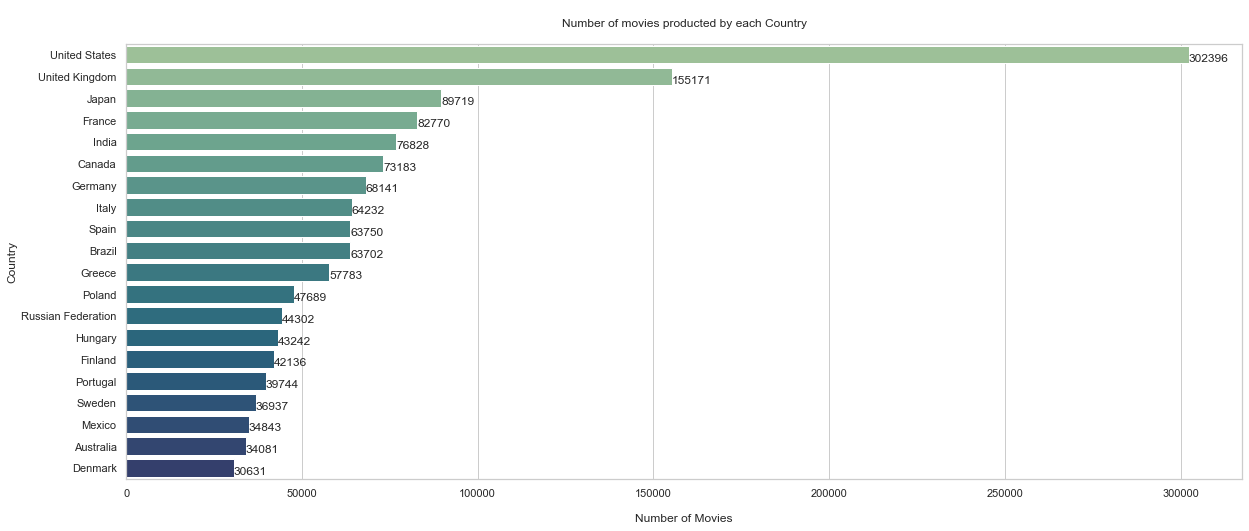 Number of movies producted by each Country
United States 302396
United Kingdom 155171
Japan 89719
France 82770
India 76828
Canada 73183
Germany 68141
Italy 64232
Spain 63750
Brazil 63702
Greece 57783
Poland 47689
Russian Federation 44302
Hungary 43242
Finland 42136
Portugal 39744
Sweden 36937
Mexico 34843
Australia 34081
Denmark 30631
Country
0 50000 100000 150000 200000 250000 300000
Number of Movies